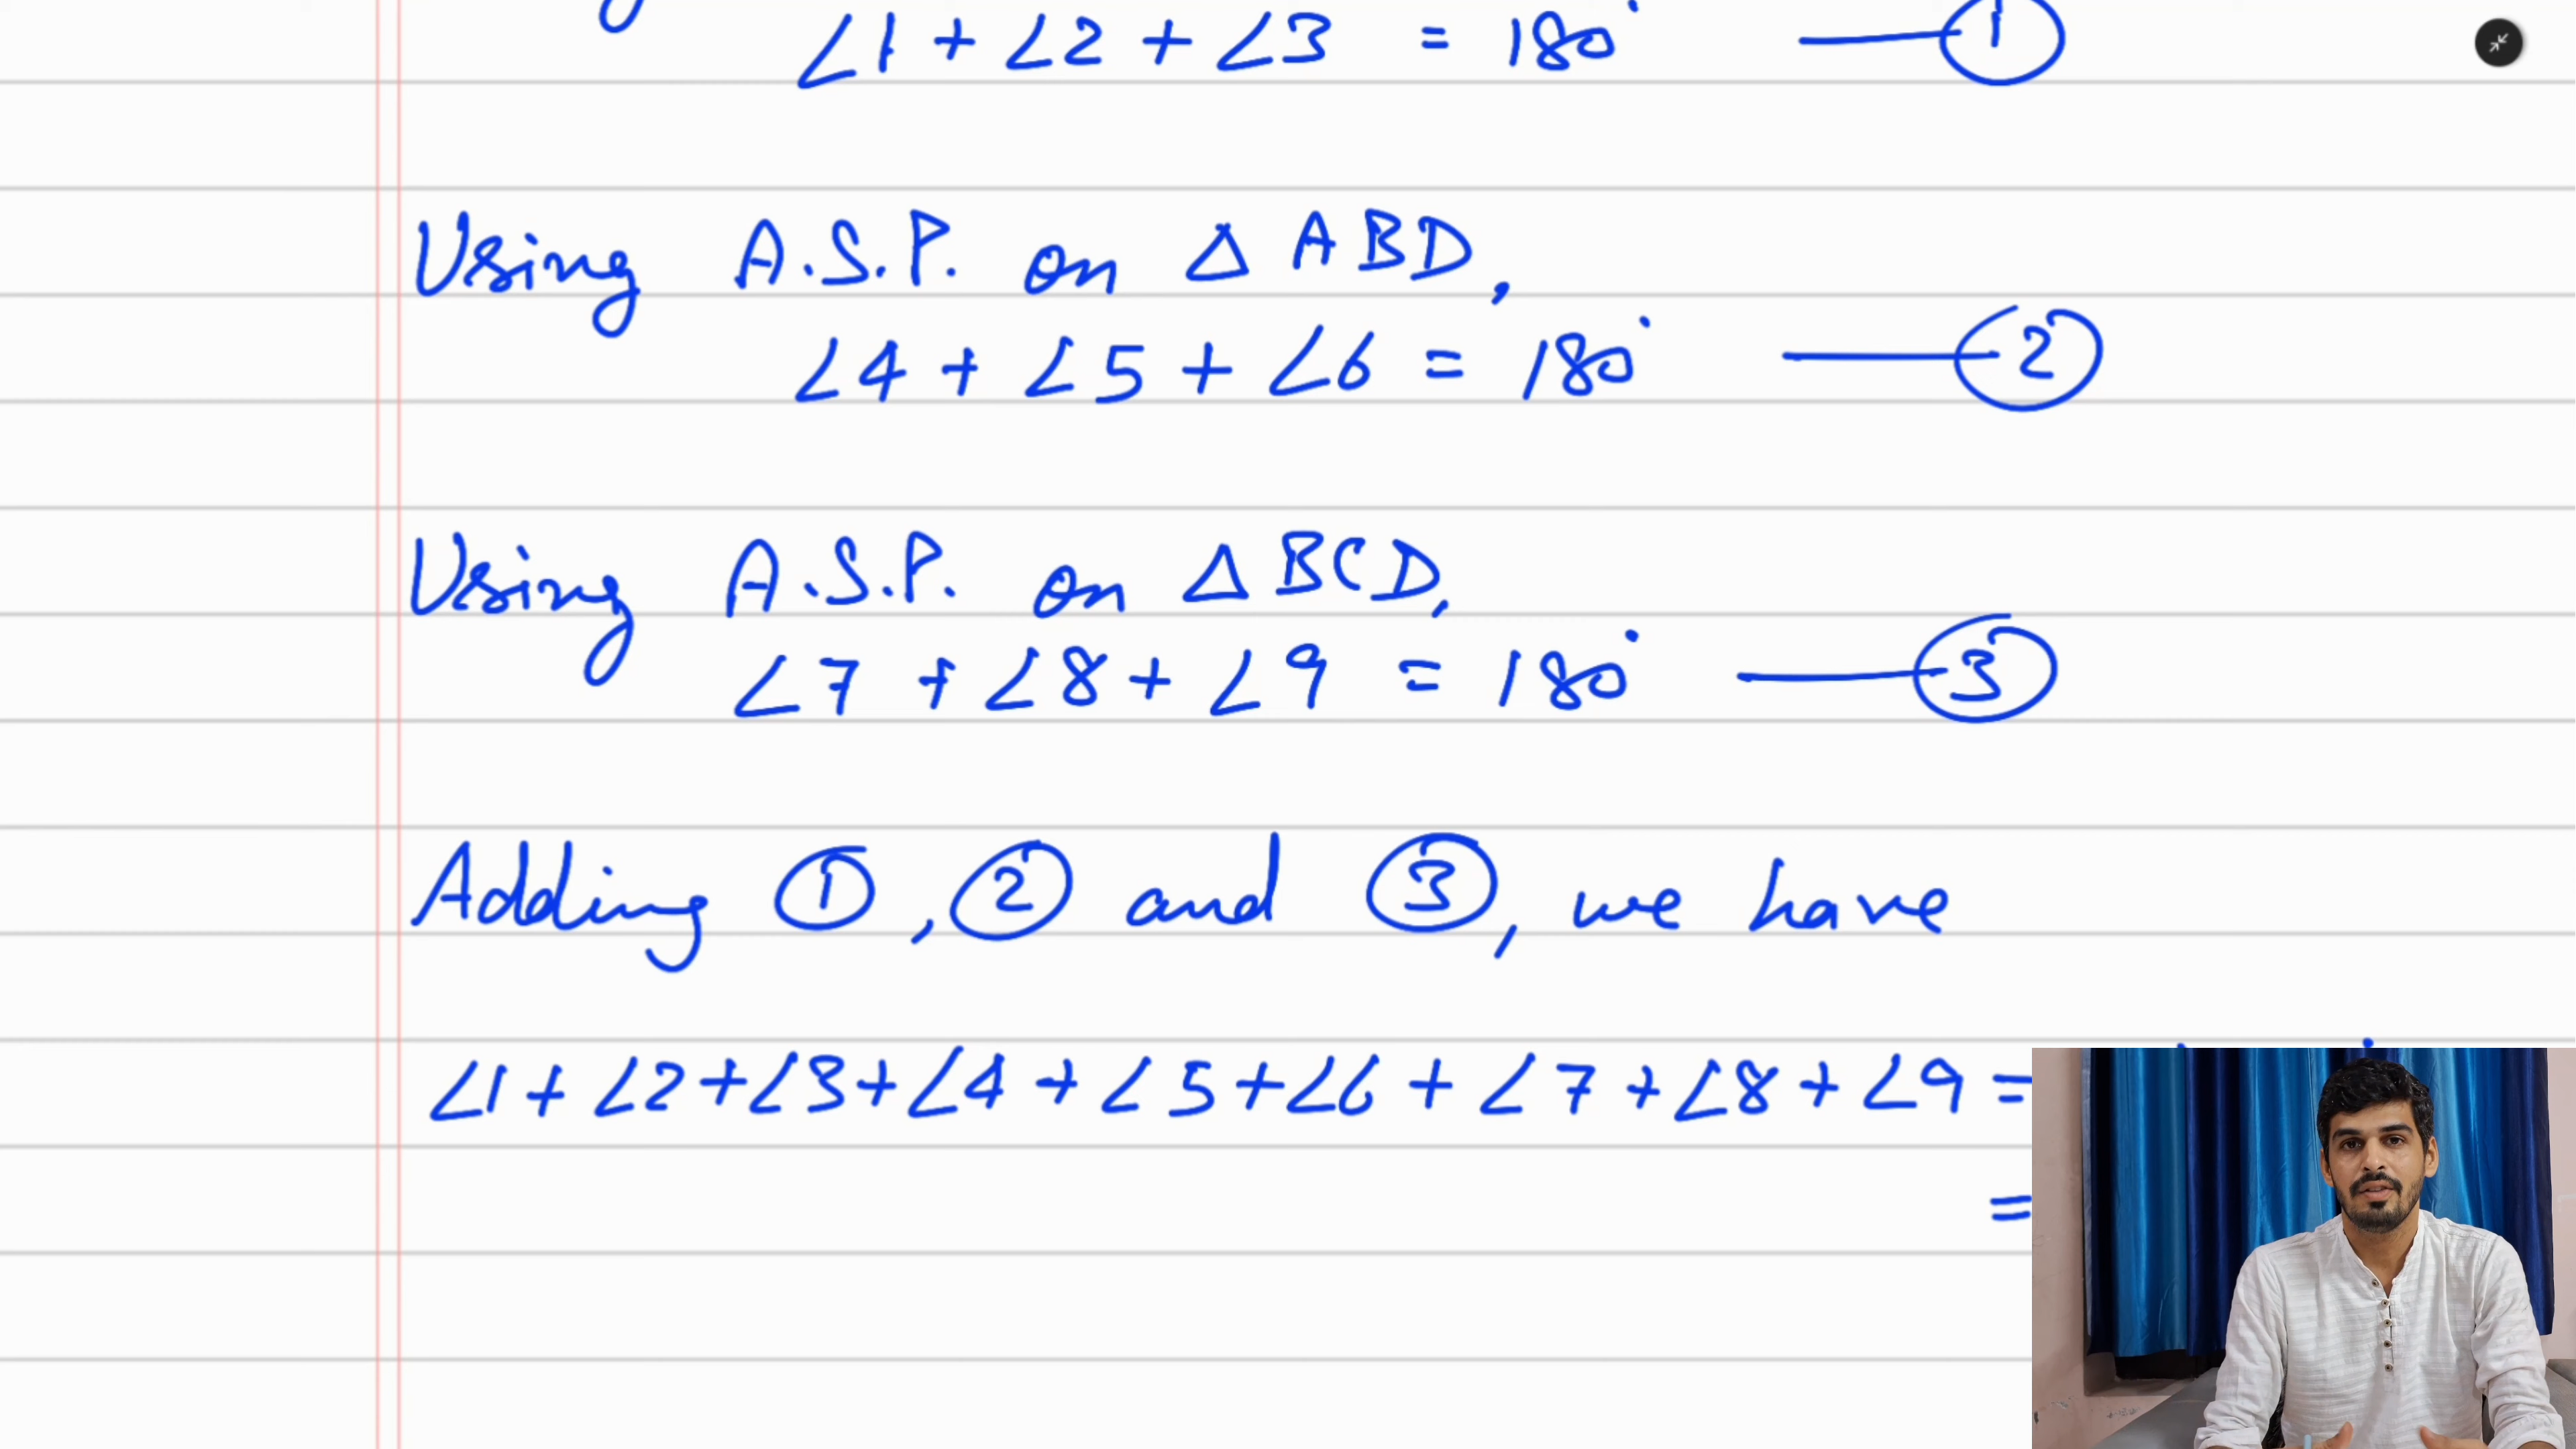 ∠1 + ∠2 + ∠3 = 180° —①
Using A.S.P. on Δ ABD,
∠4 + ∠5 + ∠6 = 180° —②
Using A.S.P. on Δ BCD,
∠7 + ∠8 + ∠9 = 180° —③
Adding ①, ② and ③, we have
∠1 + ∠2 + ∠3 + ∠4 + ∠5 + ∠6 + ∠7 + ∠8 + ∠9 =
=